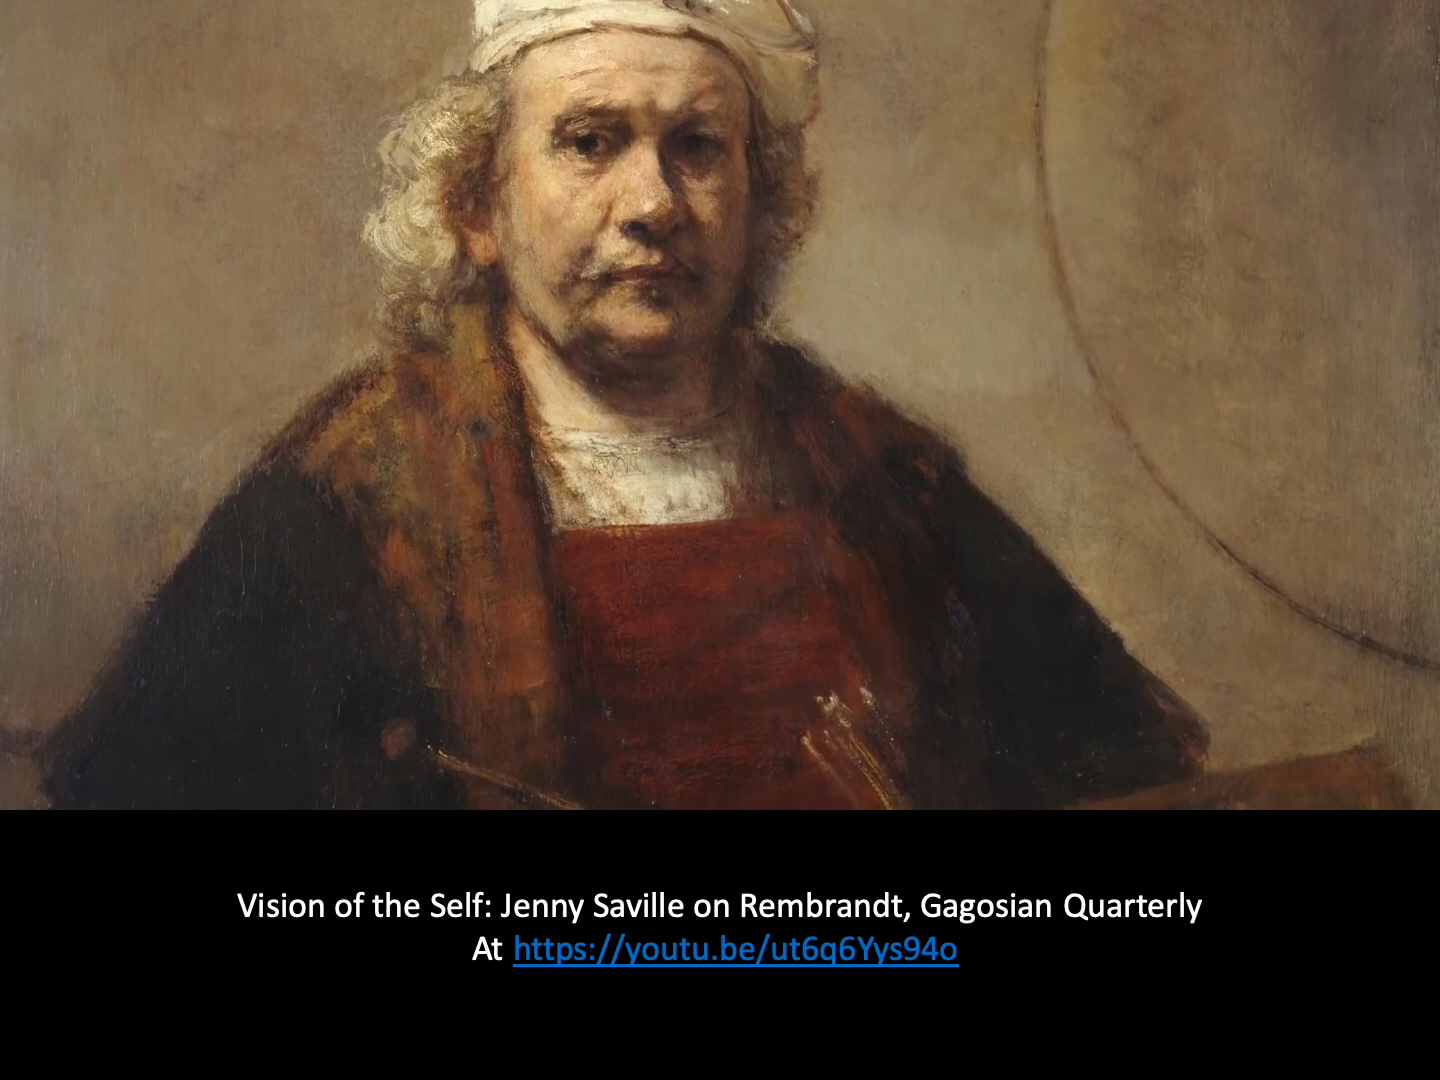 Vision of the Self: Jenny Saville on Rembrandt, Gagosian Quarterly
At https://youtu.be/ut6q6Yys94o